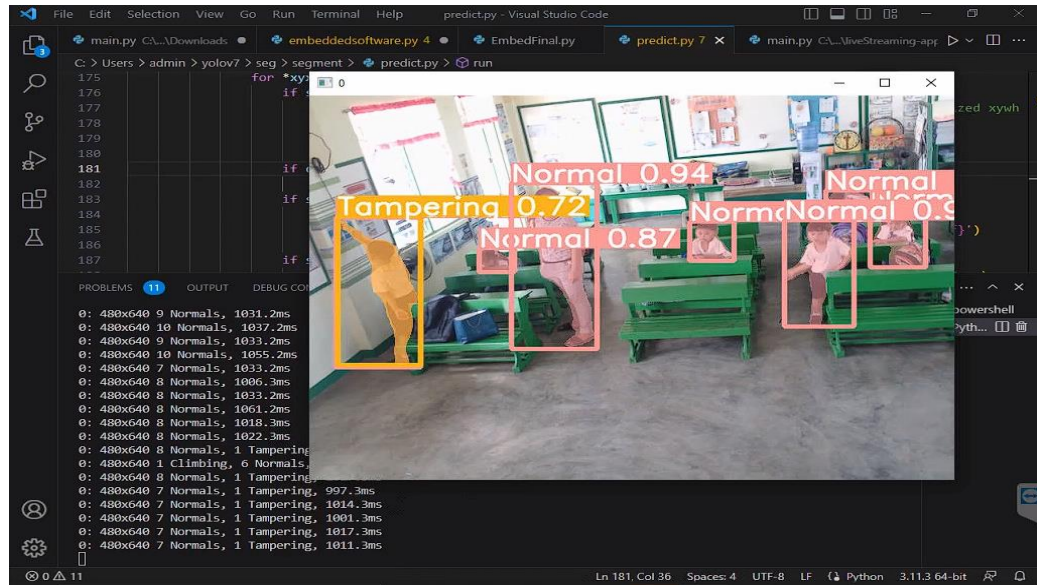 File Edit Selection View Go Run Terminal Help predict.py - Visual Studio Code
main.py C:\...\Downloads ● embeddedsoftware.py 4 ● EmbedFinal.py predict.py 7 × main.py C:\...\liveStreaming-app
C: > Users > admin > yolov7 > seg > segment > predict.py > run
175 for *xy
176 if
177 zed xywh
178
179
180
181 if
182
183 if
184
185 }')
186
187 if
0
Normal 0.94
Normal
Tampering 0.72
Normal 0.9
Normal 0.87
PROBLEMS 11 OUTPUT DEBUG CON
powershell
Pyth...
0: 480x640 9 Normals, 1031.2ms
0: 480x640 10 Normals, 1037.2ms
0: 480x640 9 Normals, 1033.2ms
0: 480x640 10 Normals, 1055.2ms
0: 480x640 7 Normals, 1033.2ms
0: 480x640 8 Normals, 1006.3ms
0: 480x640 8 Normals, 1033.2ms
0: 480x640 8 Normals, 1061.2ms
0: 480x640 8 Normals, 1018.3ms
0: 480x640 8 Normals, 1022.3ms
0: 480x640 8 Normals, 1 Tampering
0: 480x640 1 Climbing, 6 Normals,
0: 480x640 8 Normals, 1 Tampering,
0: 480x640 7 Normals, 1 Tampering, 997.3ms
0: 480x640 7 Normals, 1 Tampering, 1014.3ms
0: 480x640 7 Normals, 1 Tampering, 1001.3ms
0: 480x640 7 Normals, 1 Tampering, 1017.3ms
0: 480x640 7 Normals, 1 Tampering, 1011.3ms
0 11 Ln 181, Col 36 Spaces: 4 UTF-8 LF Python 3.11.3 64-bit